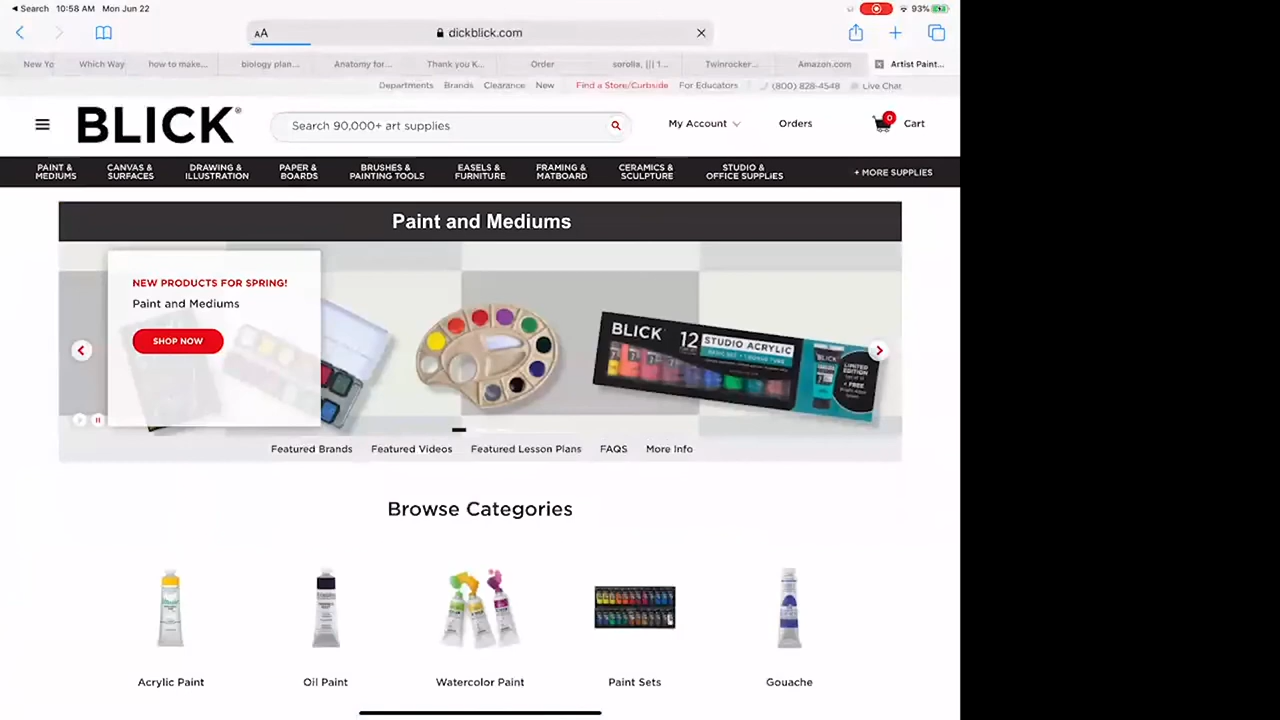 Search 10:58 AM Mon Jun 22 93%
AA dickblick.com
New Yo Which Way how to make... biology plan... Anatomy for... Thank you K... Order sorolla, ||| 1... Twinrocker... Amazon.com Artist Paint...
Departments Brands Clearance New Find a Store/Curbside For Educators (800) 828-4548 Live Chat
BLICK®
Search 90,000+ art supplies
My Account Orders 0 Cart
PAINT & MEDIUMS
CANVAS & SURFACES
DRAWING & ILLUSTRATION
PAPER & BOARDS
BRUSHES & PAINTING TOOLS
EASELS & FURNITURE
FRAMING & MATBOARD
CERAMICS & SCULPTURE
STUDIO & OFFICE SUPPLIES
+ MORE SUPPLIES
Paint and Mediums
NEW PRODUCTS FOR SPRING!
Paint and Mediums
SHOP NOW
BLICK 12 STUDIO ACRYLIC
BLICK
LIMITED
EDITION
Featured Brands Featured Videos Featured Lesson Plans FAQS More Info
Browse Categories
Acrylic Paint Oil Paint Watercolor Paint Paint Sets Gouache